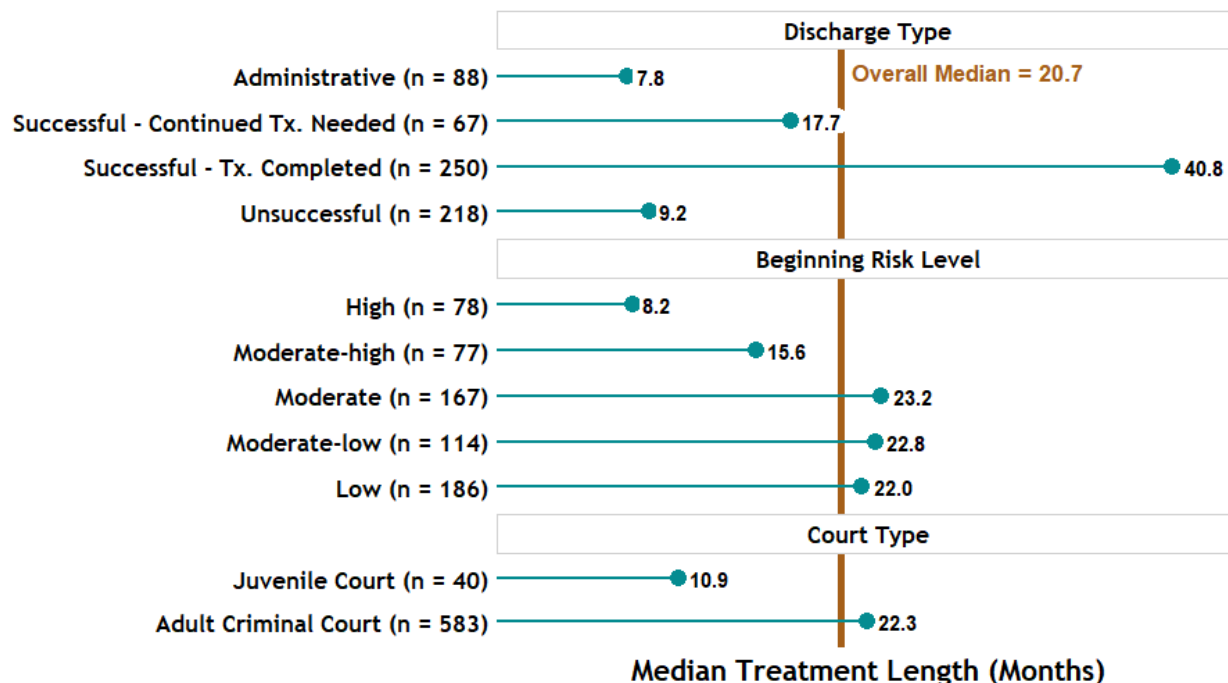 Discharge Type
Overall Median = 20.7
Administrative (n = 88) 7.8
Successful - Continued Tx. Needed (n = 67) 17.7
Successful - Tx. Completed (n = 250) 40.8
Unsuccessful (n = 218) 9.2
Beginning Risk Level
High (n = 78) 8.2
Moderate-high (n = 77) 15.6
Moderate (n = 167) 23.2
Moderate-low (n = 114) 22.8
Low (n = 186) 22.0
Court Type
Juvenile Court (n = 40) 10.9
Adult Criminal Court (n = 583) 22.3
Median Treatment Length (Months)